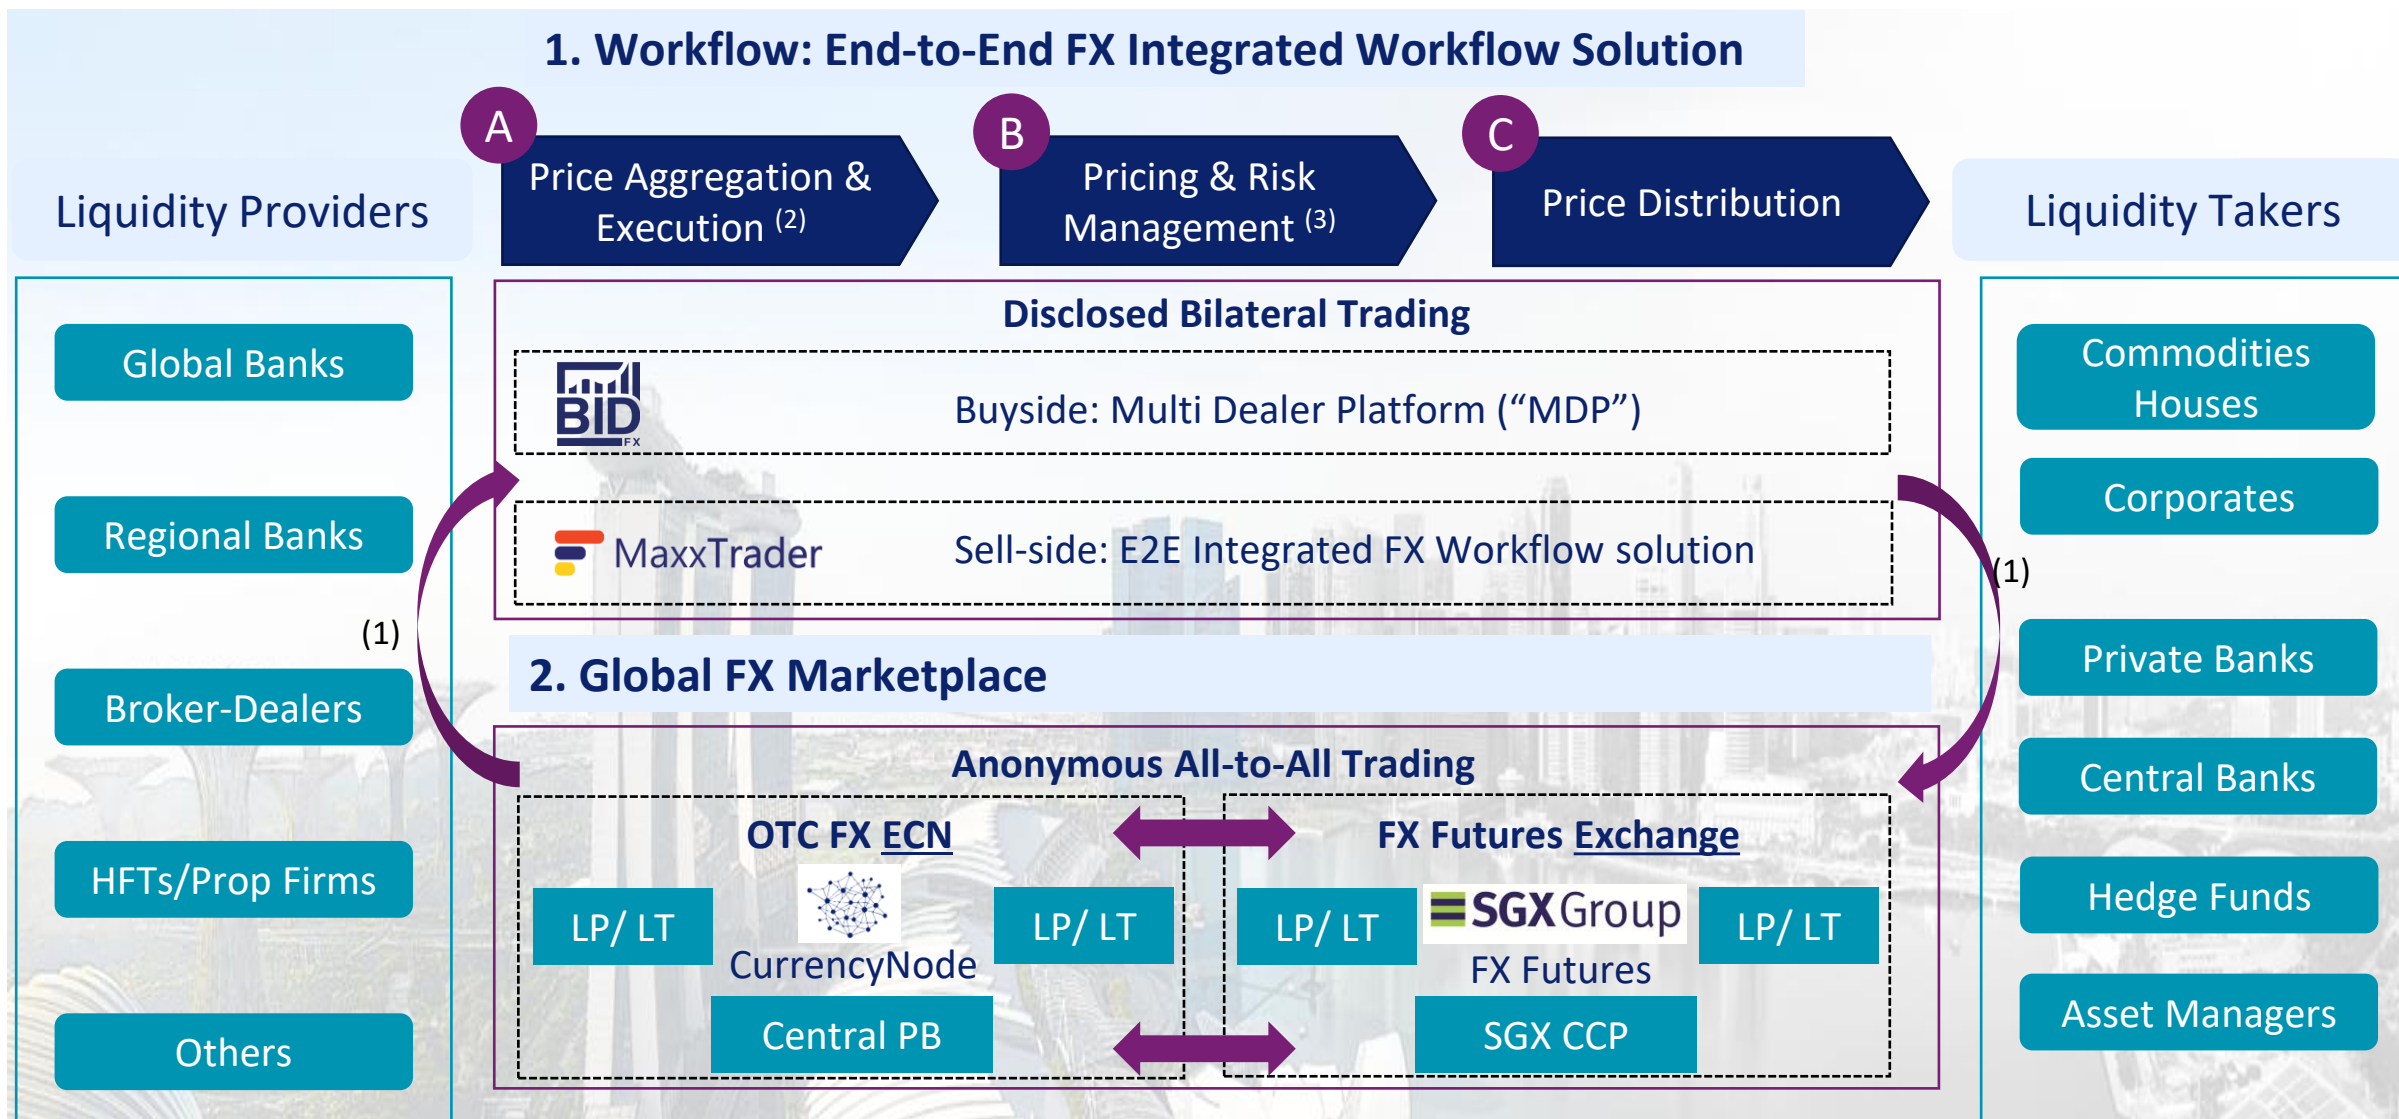 1. Workflow: End-to-End FX Integrated Workflow Solution
A
B
C
Price Aggregation &
Execution (2)
Pricing & Risk
Management (3)
Price Distribution
Liquidity Providers
Liquidity Takers
Global Banks
Regional Banks
(1)
Broker-Dealers
HFTs/Prop Firms
Others
Disclosed Bilateral Trading
BID
FX
Buyside: Multi Dealer Platform (“MDP”)
MaxxTrader
Sell-side: E2E Integrated FX Workflow solution
2. Global FX Marketplace
Anonymous All-to-All Trading
OTC FX ECN
LP/ LT
CurrencyNode
LP/ LT
Central PB
FX Futures Exchange
LP/ LT
SGXGroup
FX Futures
LP/ LT
SGX CCP
Commodities
Houses
Corporates
(1)
Private Banks
Central Banks
Hedge Funds
Asset Managers